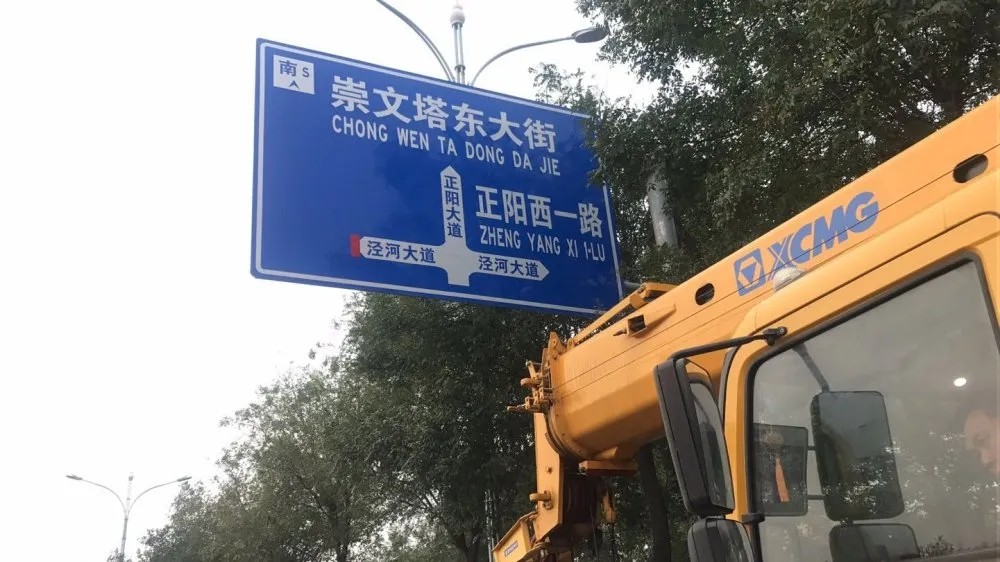 南 S
崇文塔东大街
CHONG WEN TA DONG DA JIE
正阳大道
正阳西一路
ZHENG YANG XI 1-LU
泾河大道
泾河大道
XCMG